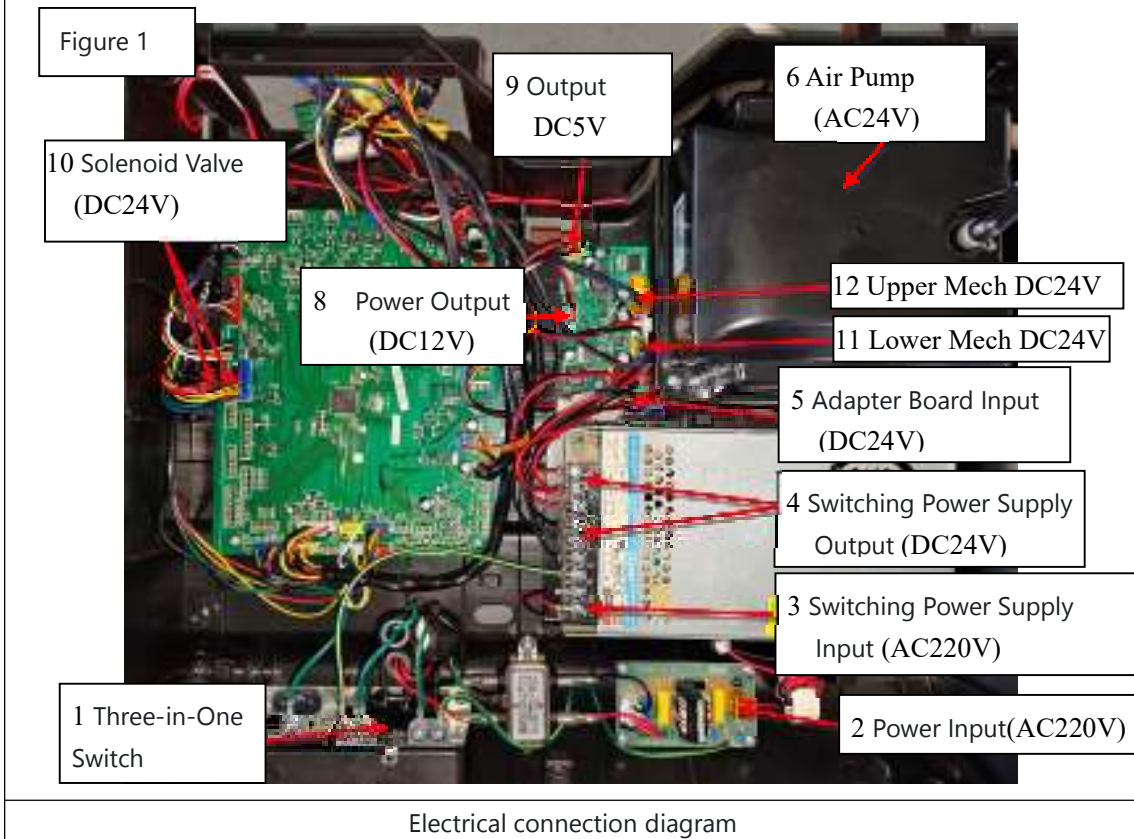 Figure 1
9 Output
DC5V
6 Air Pump
(AC24V)
10 Solenoid Valve
(DC24V)
8 Power Output
(DC12V)
12 Upper Mech DC24V
11 Lower Mech DC24V
5 Adapter Board Input
(DC24V)
4 Switching Power Supply
Output (DC24V)
3 Switching Power Supply
Input (AC220V)
1 Three-in-One
Switch
2 Power Input(AC220V)
Electrical connection diagram